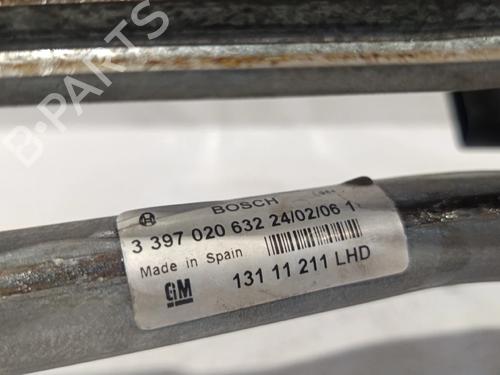 B-PARTS
BOSCH
3 397 020 632 24/02/06 1
Made in Spain
GM
131 11 211 LHD